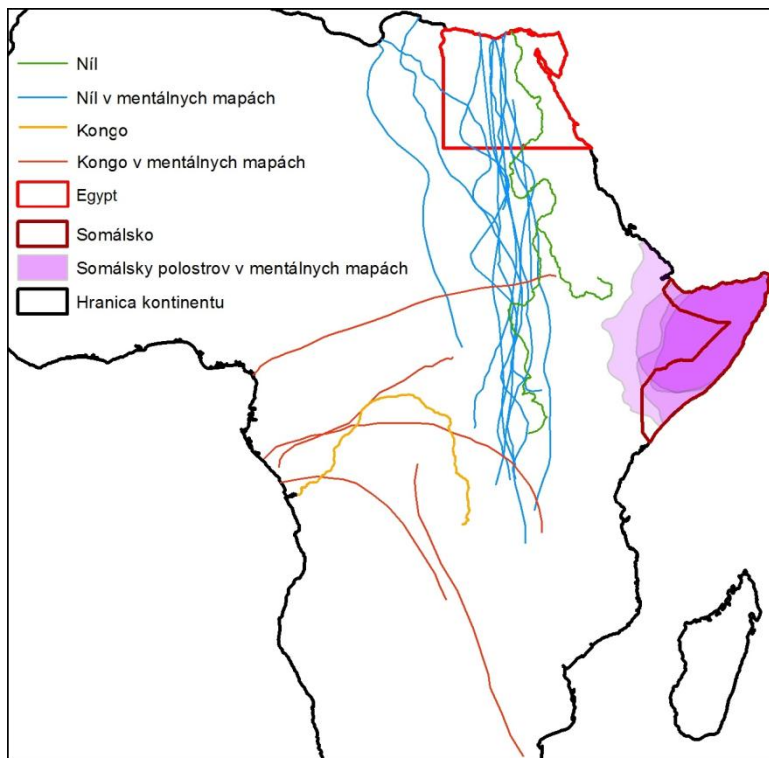 Níl
Níl v mentálnych mapách
Kongo
Kongo v mentálnych mapách
Egypt
Somálsko
Somálsky polostrov v mentálnych mapách
Hranica kontinentu